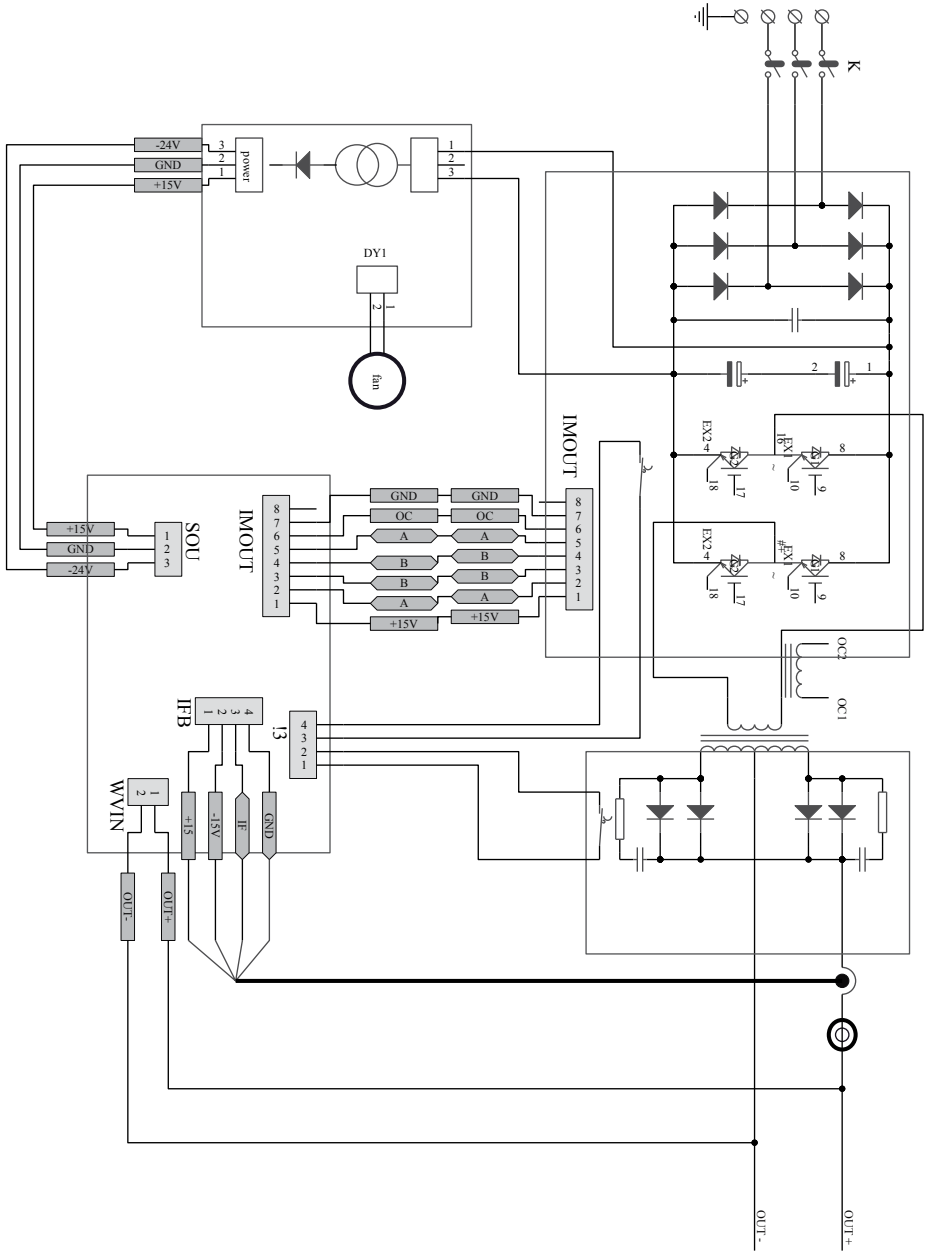 K
-24V
3
GND
2
+15V
1
power
1
2
3
DY1
1
2
fan
2
1
IMOUT
EX2
4
18
17
16
EX1
8
10
9
~
EX2
4
18
17
#
EX1
8
10
9
~
SOU
+15V
1
GND
2
-24V
3
IMOUT
8
7
6
5
4
3
2
1
GND
GND
OC
OC
A
A
B
B
B
B
A
A
+15V
+15V
8
7
6
5
4
3
2
1
OC2
OC1
IFB
1
2
3
4
!3
4
3
2
1
WVIN
1
2
+15
-15V
IF
GND
OUT-
OUT+
OUT -
OUT+